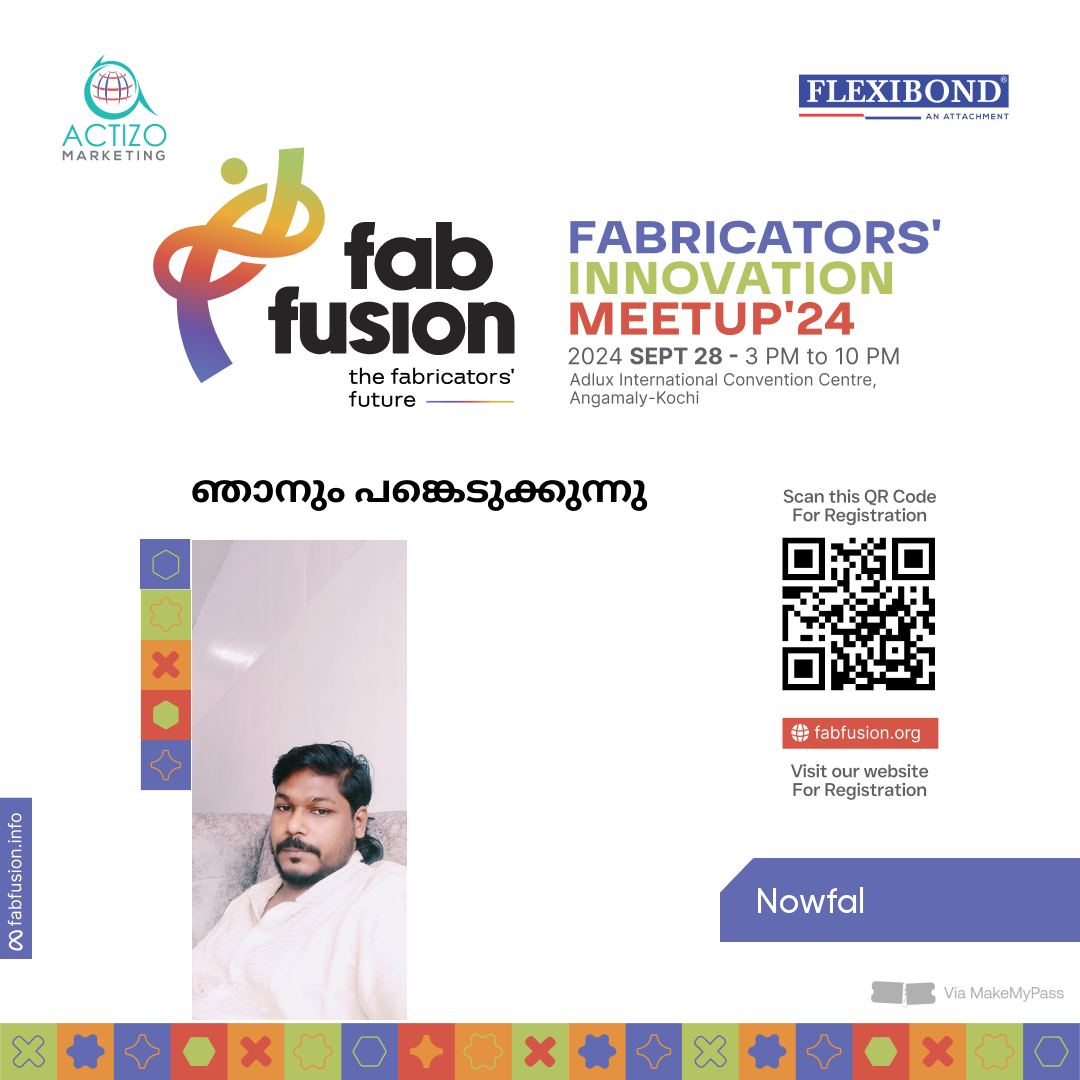 ACTIZO
MARKETING
FLEXIBOND®
AN ATTACHMENT
fab
fusion
the fabricators'
future
FABRICATORS'
INNOVATION
MEETUP'24
2024 SEPT 28 - 3 PM to 10 PM
Adlux International Convention Centre,
Angamaly-Kochi
ഞാനും പങ്കെടുക്കുന്നു
Scan this QR Code
For Registration
fabfusion.org
Visit our website
For Registration
fabfusion.info
Nowfal
Via MakeMyPass